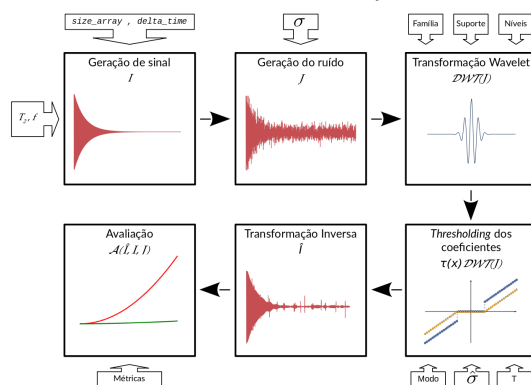 size_array , delta_time
σ
Família
Suporte
Níveis
Geração de sinal
I
Geração do ruído
J
Transformação Wavelet
DWT(J)
T₂, f
Avaliação
A(Î, J, I)
Transformação Inversa
Î
Thresholding dos
coeficientes
τ(x) DWT(J)
Métricas
Modo
σ
T